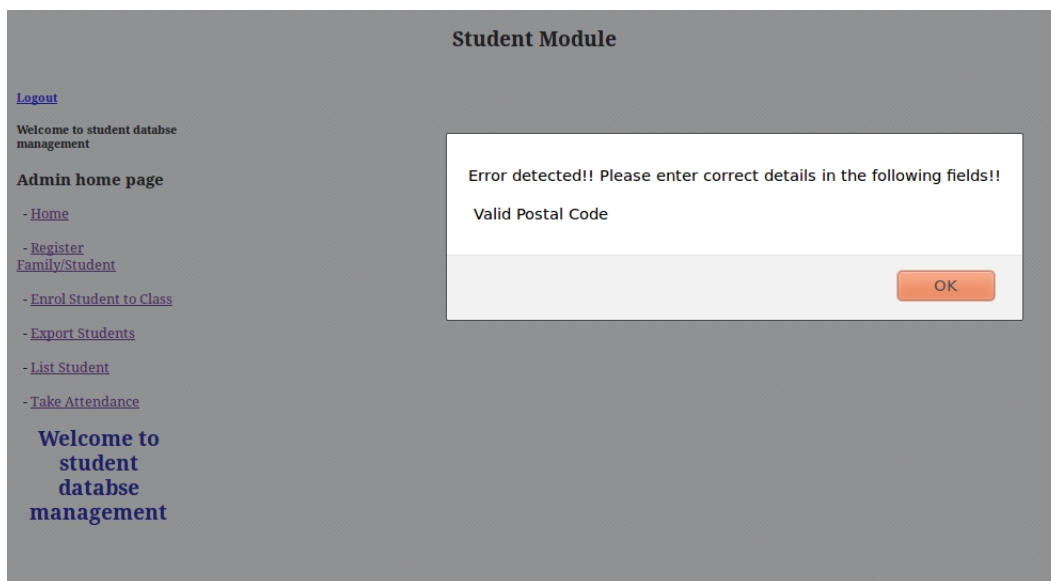 Student Module
Logout
Welcome to student databse
management
Admin home page
- Home
- Register
Family/Student
- Enrol Student to Class
- Export Students
- List Student
- Take Attendance
Welcome to
student
databse
management
Error detected!! Please enter correct details in the following fields!!
Valid Postal Code
OK